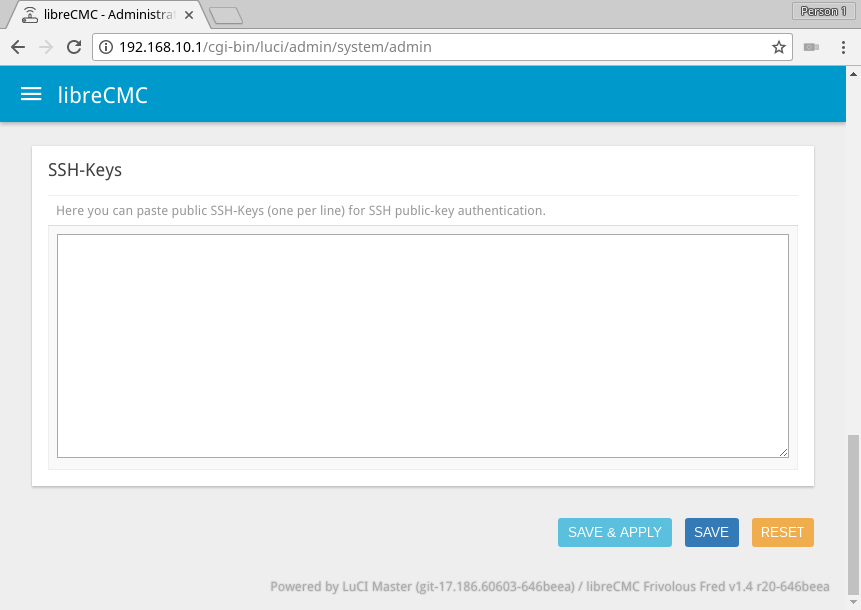 libreCMC - Administrat
Person 1
192.168.10.1/cgi-bin/luci/admin/system/admin
libreCMC
SSH-Keys
Here you can paste public SSH-Keys (one per line) for SSH public-key authentication.
SAVE & APPLY
SAVE
RESET
Powered by LuCI Master (git-17.186.60603-646beea) / libreCMC Frivolous Fred v1.4 r20-646beea